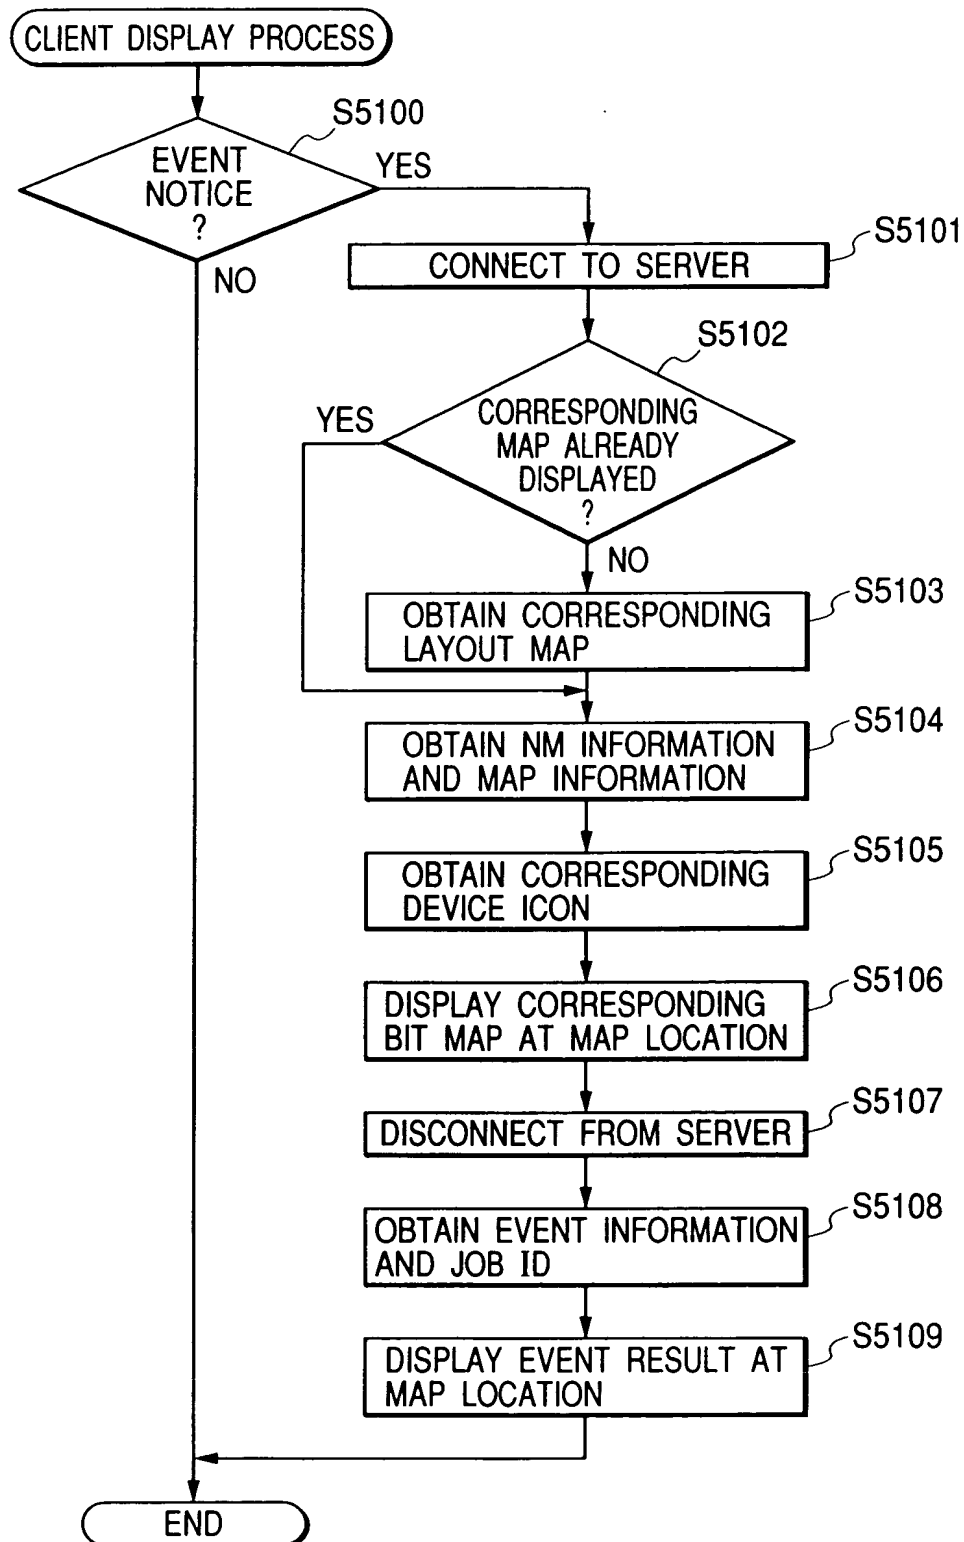 CLIENT DISPLAY PROCESS
S5100
EVENT
NOTICE
?
YES
NO
S5101
CONNECT TO SERVER
S5102
CORRESPONDING
MAP ALREADY
DISPLAYED
?
YES
NO
S5103
OBTAIN CORRESPONDING
LAYOUT MAP
S5104
OBTAIN NM INFORMATION
AND MAP INFORMATION
S5105
OBTAIN CORRESPONDING
DEVICE ICON
S5106
DISPLAY CORRESPONDING
BIT MAP AT MAP LOCATION
S5107
DISCONNECT FROM SERVER
S5108
OBTAIN EVENT INFORMATION
AND JOB ID
S5109
DISPLAY EVENT RESULT AT
MAP LOCATION
END